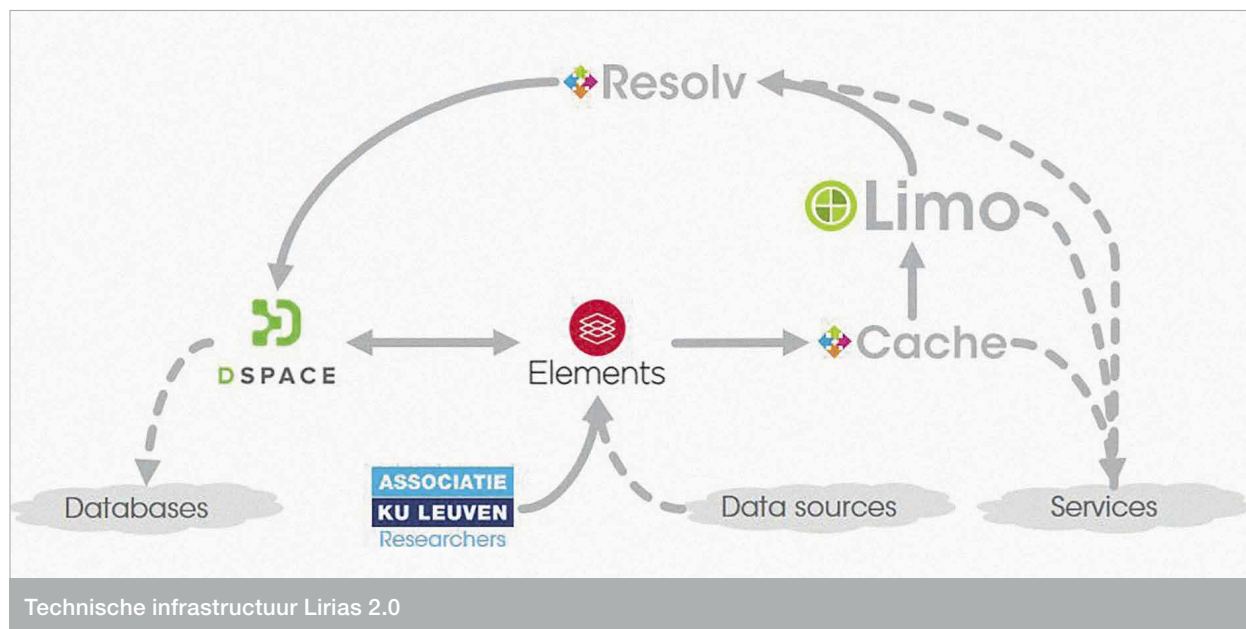 Resolv
Limo
DSPACE
Elements
Cache
Databases
ASSOCIATIE
KU LEUVEN
Researchers
Data sources
Services
Technische infrastructuur Lirias 2.0